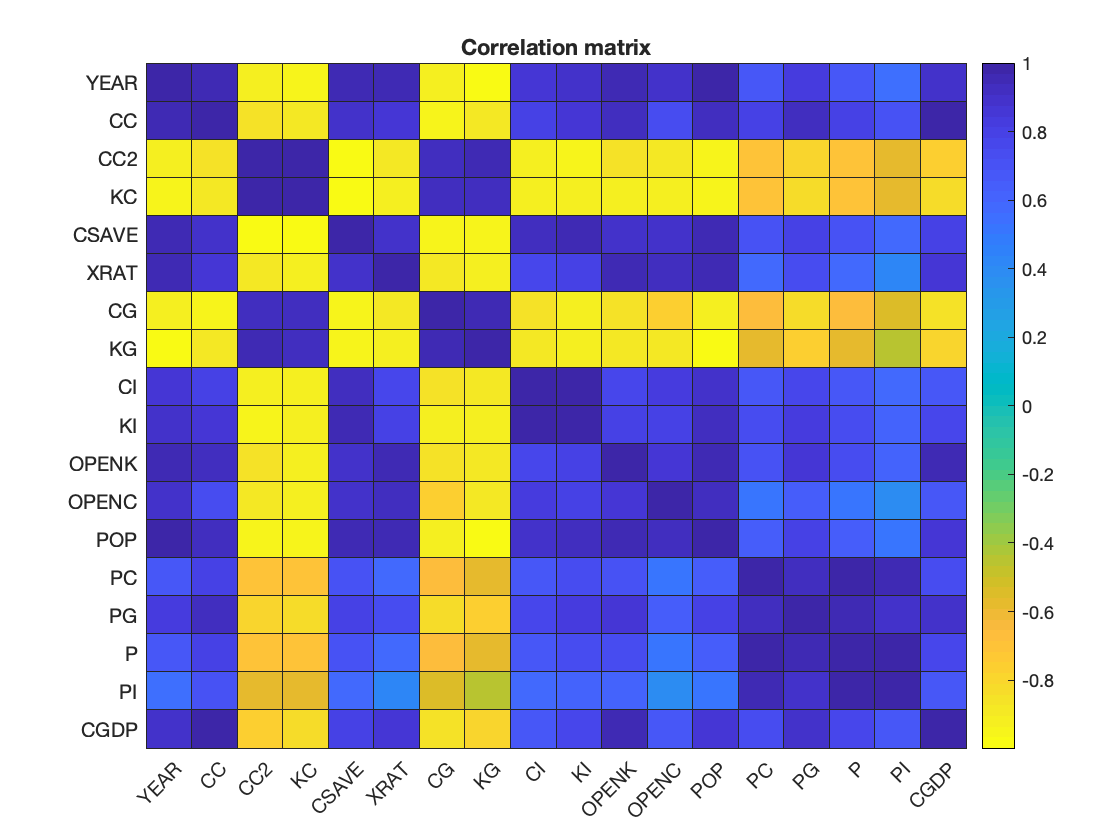 Correlation matrix
YEAR
CC
CC2
KC
CSAVE
XRAT
CG
KG
CI
KI
OPENK
OPENC
POP
PC
PG
P
PI
CGDP
YEAR CC CC2 KC CSAVE XRAT CG KG CI KI OPENK OPENC POP PC PG P PI CGDP
1
0.8
0.6
0.4
0.2
0
-0.2
-0.4
-0.6
-0.8